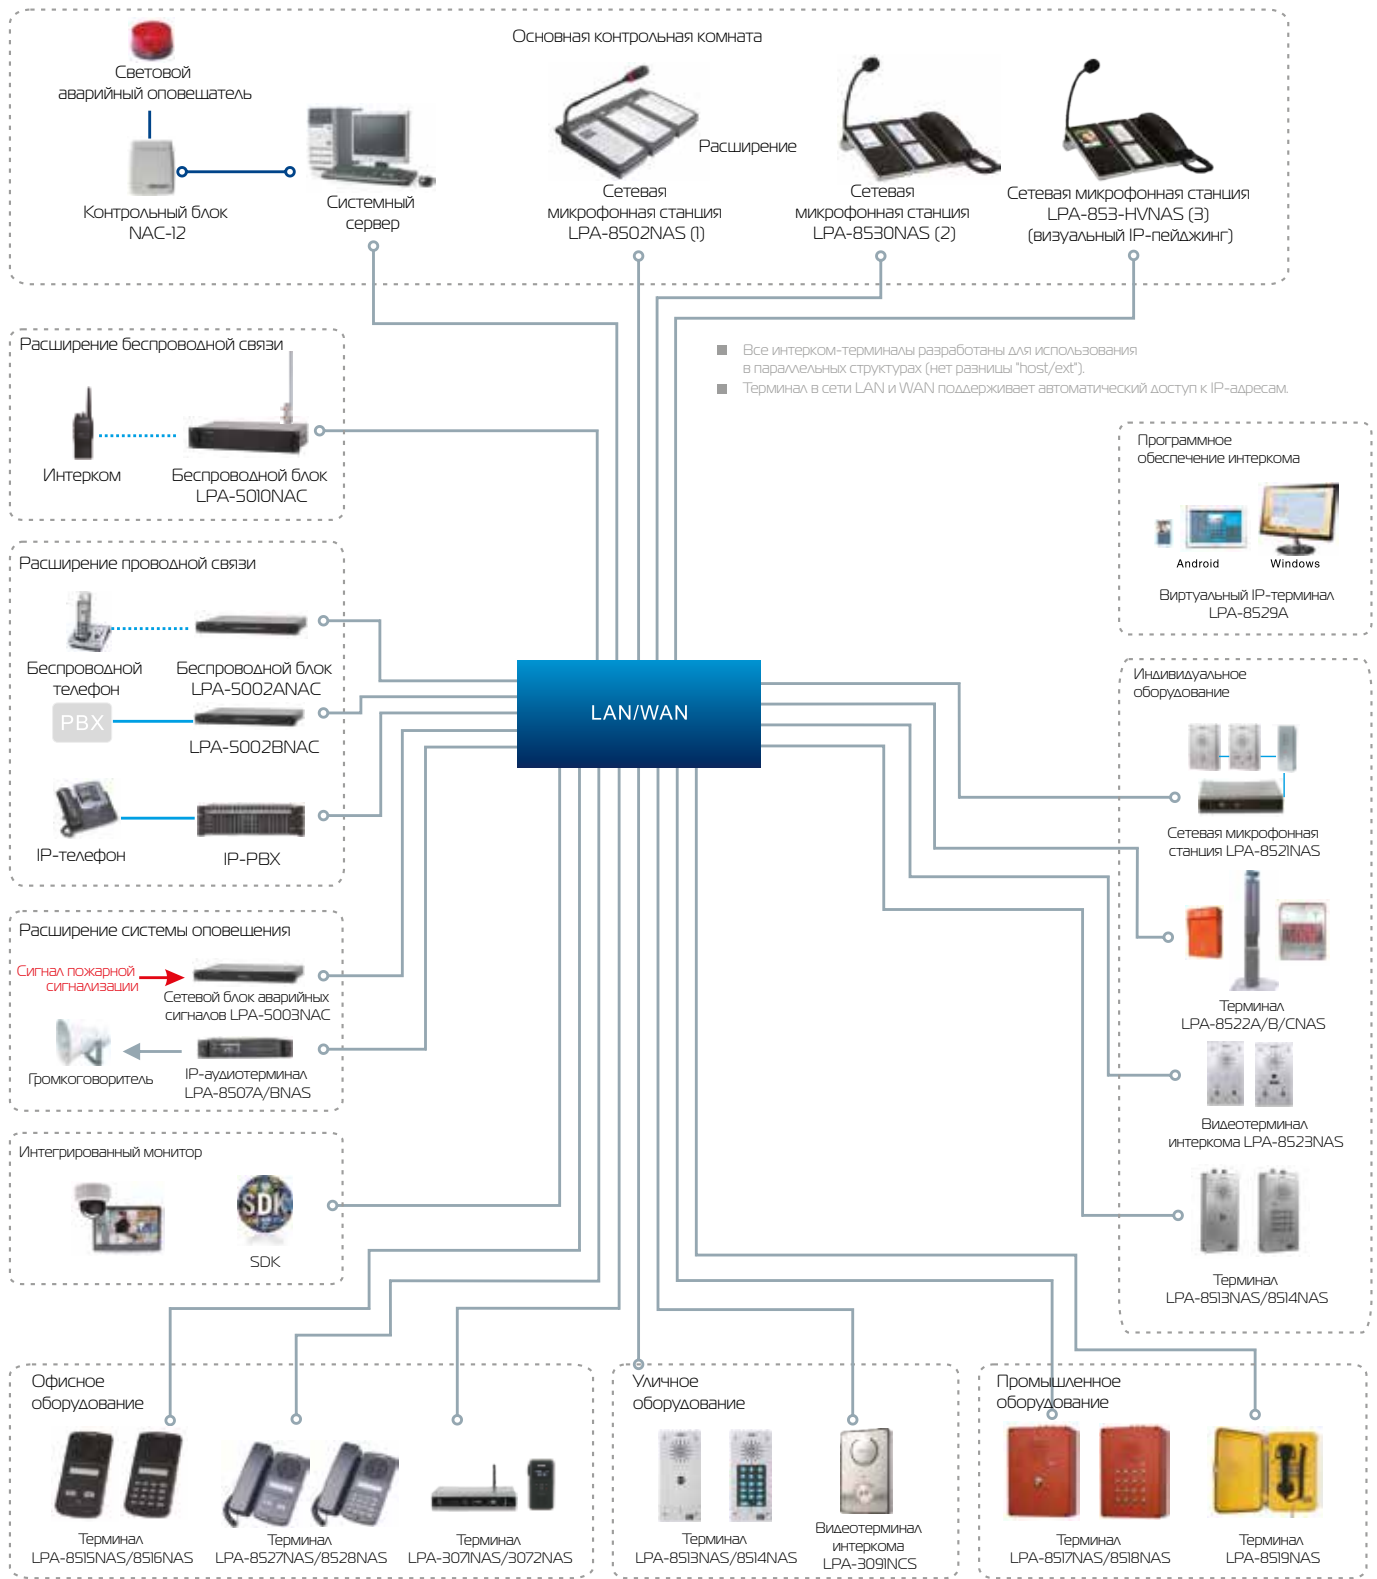 Основная контрольная комната
Световой
аварийный оповещатель
Контрольный блок
NAC-12
Системный
сервер
Расширение
Сетевая
микрофонная станция
LPA-8502NAS (1)
Сетевая
микрофонная станция
LPA-8530NAS (2)
Сетевая микрофонная станция
LPA-853-HVNAS (3)
(визуальный IP-пейджинг)
Все интерком-терминалы разработаны для использования
в параллельных структурах (нет разницы "host/ext").
Терминал в сети LAN и WAN поддерживает автоматический доступ к IP-адресам.
Расширение беспроводной связи
Интерком
Беспроводной блок
LPA-5010NAC
Расширение проводной связи
Беспроводной
телефон
Беспроводной блок
LPA-5002ANAC
PBX
LPA-5002BNAC
IP-телефон
IP-PBX
Расширение системы оповещения
Сигнал пожарной
сигнализации
Сетевой блок аварийных
сигналов LPA-5003NAC
Громкоговоритель
IP-аудиотерминал
LPA-8507A/BNAS
Интегрированный монитор
SDK
SDK
LAN/WAN
Программное
обеспечение интеркома
Android
Windows
Виртуальный IP-терминал
LPA-8529A
Индивидуальное
оборудование
Сетевая микрофонная
станция LPA-8521NAS
Терминал
LPA-8522A/B/CNAS
Видеотерминал
интеркома LPA-8523NAS
Терминал
LPA-8513NAS/8514NAS
Офисное
оборудование
Терминал
LPA-8515NAS/8516NAS
Терминал
LPA-8527NAS/8528NAS
Терминал
LPA-3071NAS/3072NAS
Уличное
оборудование
Терминал
LPA-8513NAS/8514NAS
Видеотерминал
интеркома
LPA-3091NCS
Промышленное
оборудование
Терминал
LPA-8517NAS/8518NAS
Терминал
LPA-8519NAS